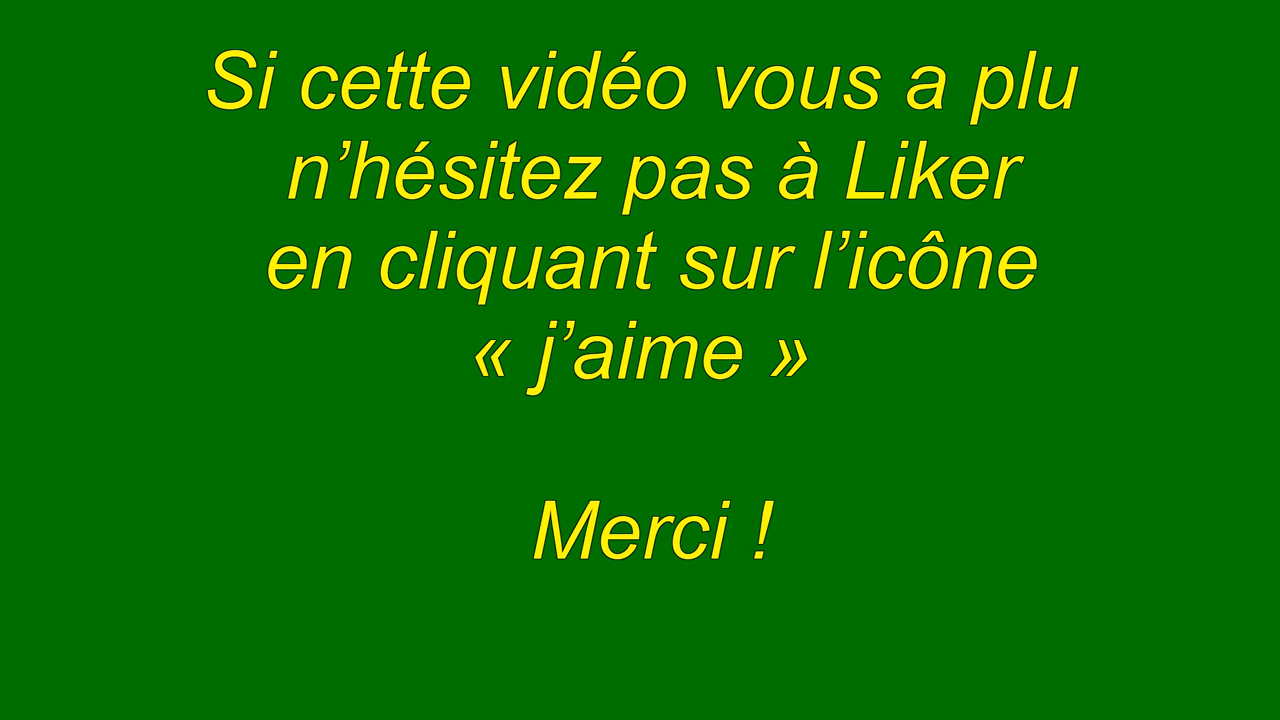 Si cette vidéo vous a plu
n’hésitez pas à Liker
en cliquant sur l’icône
« j’aime »
Merci !